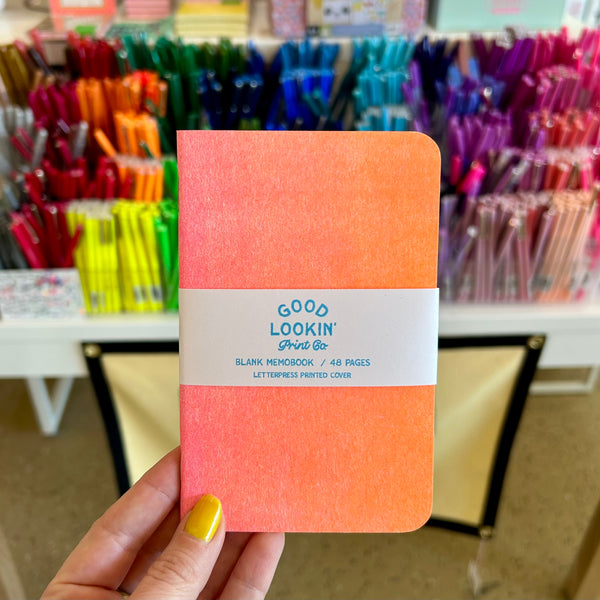 GOOD
LOOKIN'
Print Co
BLANK MEMOBOOK / 48 PAGES
LETTERPRESS PRINTED COVER